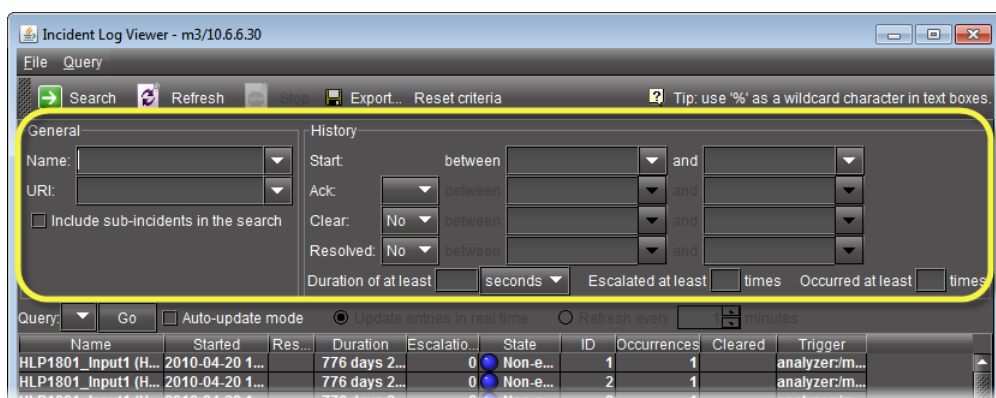 Incident Log Viewer - m3/10.6.6.30
File Query
Search Refresh Stop Export... Reset criteria Tip: use '%' as a wildcard character in text boxes.
General
Name:
URI:
Include sub-incidents in the search
History
Start: between and
Ack: between and
Clear: No between and
Resolved: No between and
Duration of at least seconds Escalated at least times Occurred at least times
Query: Go Auto-update mode Update entries in real time Refresh every 1 minutes
Name Started Res... Duration Escalatio... State ID Occurrences Cleared Trigger
HLP1801_Input1 (H... 2010-04-20 1... 776 days 2... 0 Non-e... 1 1 analyzer:/m...
HLP1801_Input1 (H... 2010-04-20 1... 776 days 2... 0 Non-e... 2 1 analyzer:/m...